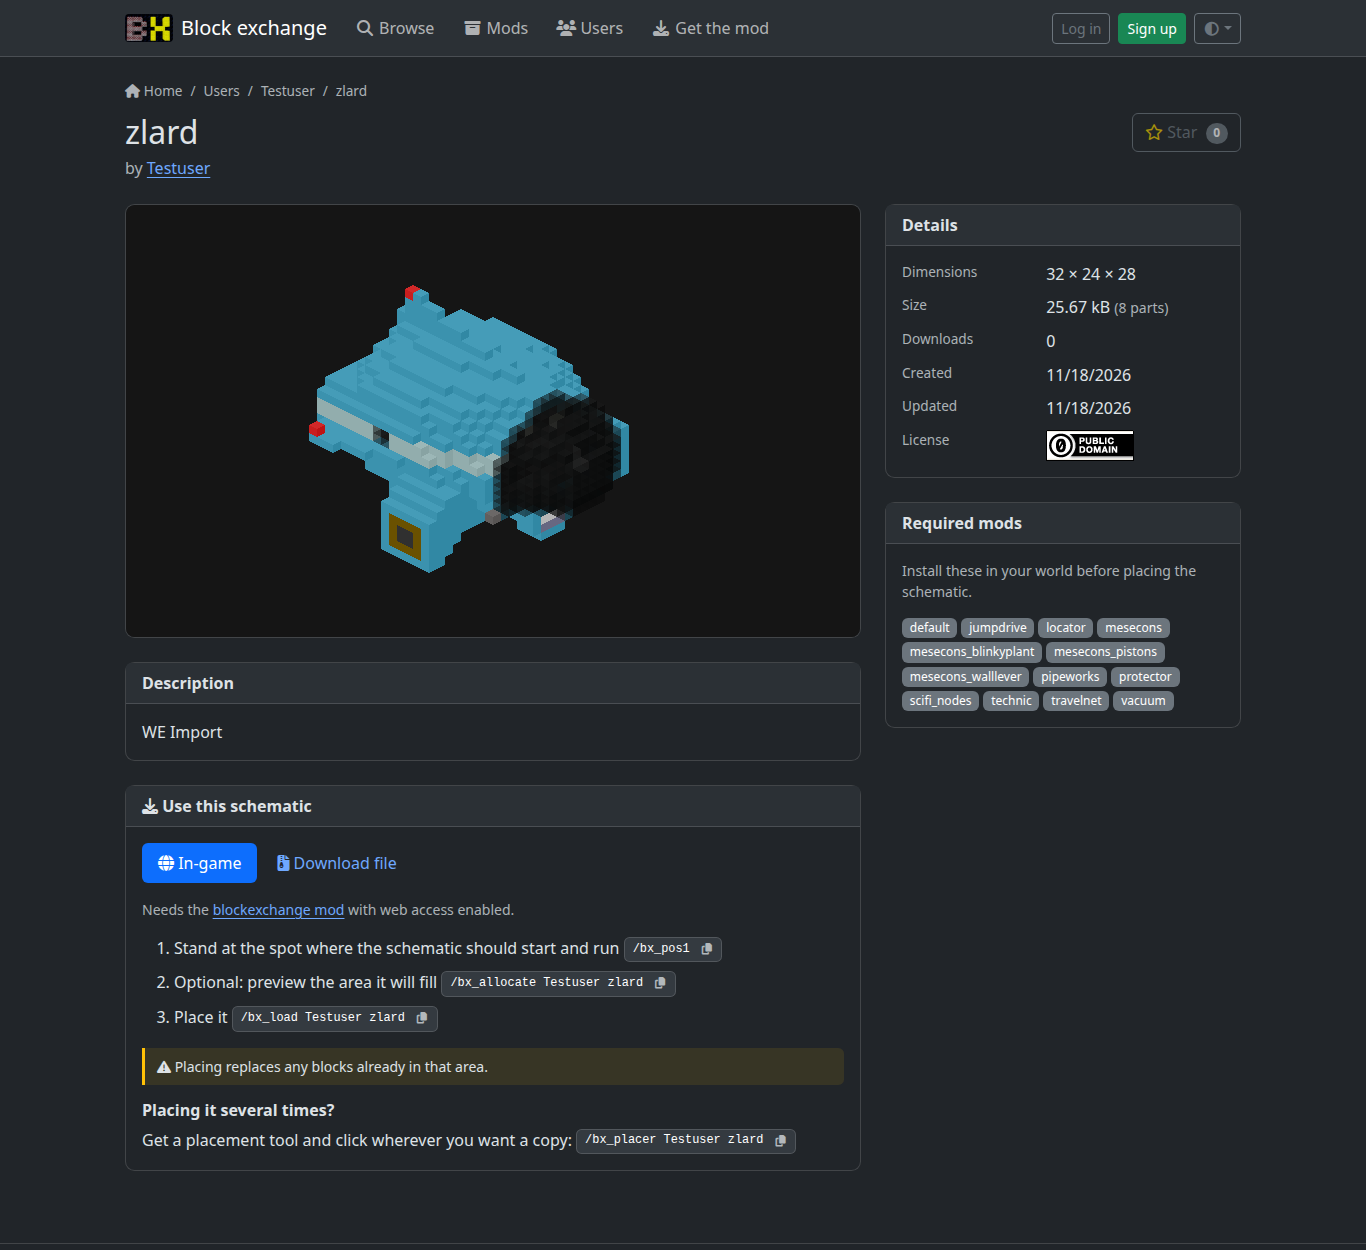 BX Block exchange Browse Mods Users Get the mod Log in Sign up
Home / Users / Testuser / zlard
zlard
Star 0
by Testuser
Details
Dimensions 32 × 24 × 28
Size 25.67 kB (8 parts)
Downloads 0
Created 11/18/2026
Updated 11/18/2026
License PUBLIC DOMAIN
Required mods
Install these in your world before placing the
schematic.
default jumpdrive locator mesecons
mesecons_blinkyplant mesecons_pistons
mesecons_walllever pipeworks protector
scifi_nodes technic travelnet vacuum
Description
WE Import
Use this schematic
In-game Download file
Needs the blockexchange mod with web access enabled.
1. Stand at the spot where the schematic should start and run /bx_pos1
2. Optional: preview the area it will fill /bx_allocate Testuser zlard
3. Place it /bx_load Testuser zlard
Placing replaces any blocks already in that area.
Placing it several times?
Get a placement tool and click wherever you want a copy: /bx_placer Testuser zlard